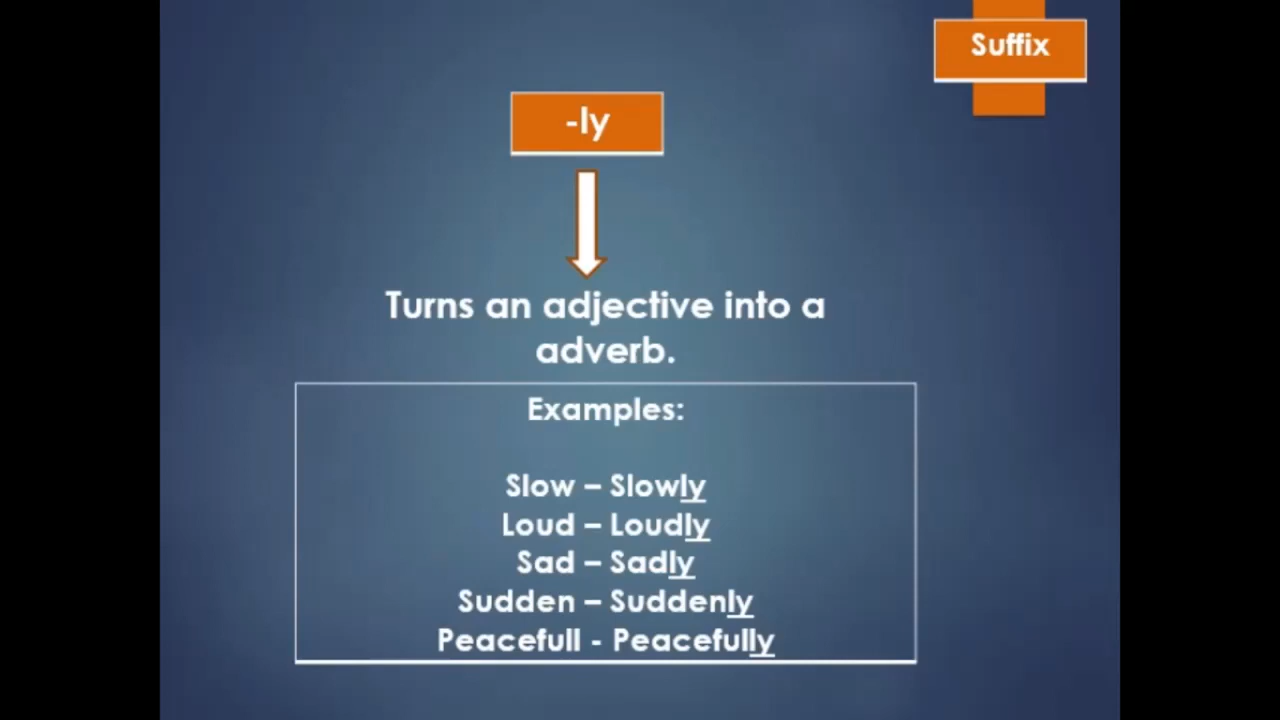 Suffix
-ly
Turns an adjective into a
adverb.
Examples:
Slow – Slowly
Loud – Loudly
Sad – Sadly
Sudden – Suddenly
Peacefull - Peacefully